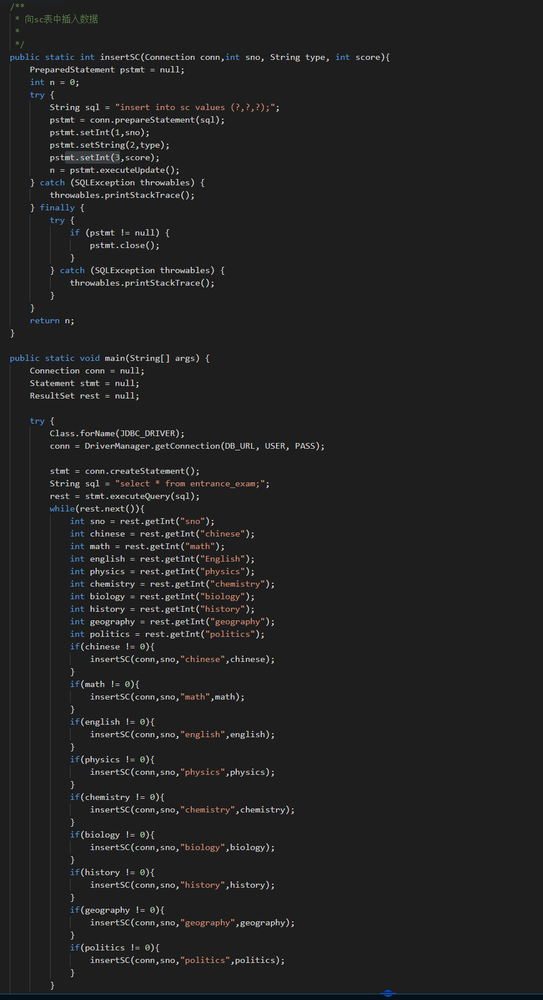 /**
 * 向sc表中插入数据
 *
 */
public static int insertSC(Connection conn,int sno, String type, int score){
    PreparedStatement pstmt = null;
    int n = 0;
    try {
        String sql = "insert into sc values (?,?,?);";
        pstmt = conn.prepareStatement(sql);
        pstmt.setInt(1,sno);
        pstmt.setString(2,type);
        pstmt.setInt(3,score);
        n = pstmt.executeUpdate();
    } catch (SQLException throwables) {
        throwables.printStackTrace();
    } finally {
        try {
            if (pstmt != null) {
                pstmt.close();
            }
        } catch (SQLException throwables) {
            throwables.printStackTrace();
        }
    }
    return n;
}

public static void main(String[] args) {
    Connection conn = null;
    Statement stmt = null;
    ResultSet rest = null;

    try {
        Class.forName(JDBC_DRIVER);
        conn = DriverManager.getConnection(DB_URL, USER, PASS);

        stmt = conn.createStatement();
        String sql = "select * from entrance_exam;";
        rest = stmt.executeQuery(sql);
        while(rest.next()){
            int sno = rest.getInt("sno");
            int chinese = rest.getInt("chinese");
            int math = rest.getInt("math");
            int english = rest.getInt("English");
            int physics = rest.getInt("physics");
            int chemistry = rest.getInt("chemistry");
            int biology = rest.getInt("biology");
            int history = rest.getInt("history");
            int geography = rest.getInt("geography");
            int politics = rest.getInt("politics");
            if(chinese != 0){
                insertSC(conn,sno,"chinese",chinese);
            }
            if(math != 0){
                insertSC(conn,sno,"math",math);
            }
            if(english != 0){
                insertSC(conn,sno,"english",english);
            }
            if(physics != 0){
                insertSC(conn,sno,"physics",physics);
            }
            if(chemistry != 0){
                insertSC(conn,sno,"chemistry",chemistry);
            }
            if(biology != 0){
                insertSC(conn,sno,"biology",biology);
            }
            if(history != 0){
                insertSC(conn,sno,"history",history);
            }
            if(geography != 0){
                insertSC(conn,sno,"geography",geography);
            }
            if(politics != 0){
                insertSC(conn,sno,"politics",politics);
            }
        }